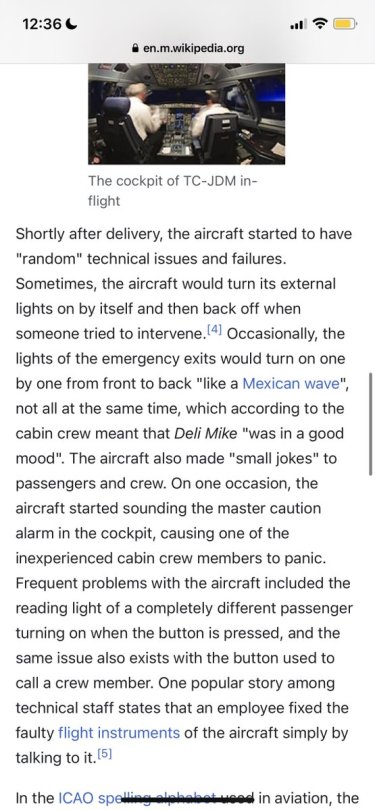 12:36
en.m.wikipedia.org
The cockpit of TC-JDM in-
flight
Shortly after delivery, the aircraft started to have
"random" technical issues and failures.
Sometimes, the aircraft would turn its external
lights on by itself and then back off when
someone tried to intervene.[4] Occasionally, the
lights of the emergency exits would turn on one
by one from front to back "like a Mexican wave",
not all at the same time, which according to the
cabin crew meant that Deli Mike "was in a good
mood". The aircraft also made "small jokes" to
passengers and crew. On one occasion, the
aircraft started sounding the master caution
alarm in the cockpit, causing one of the
inexperienced cabin crew members to panic.
Frequent problems with the aircraft included the
reading light of a completely different passenger
turning on when the button is pressed, and the
same issue also exists with the button used to
call a crew member. One popular story among
technical staff states that an employee fixed the
faulty flight instruments of the aircraft simply by
talking to it.[5]
In the ICAO spelling alphabet used in aviation, the